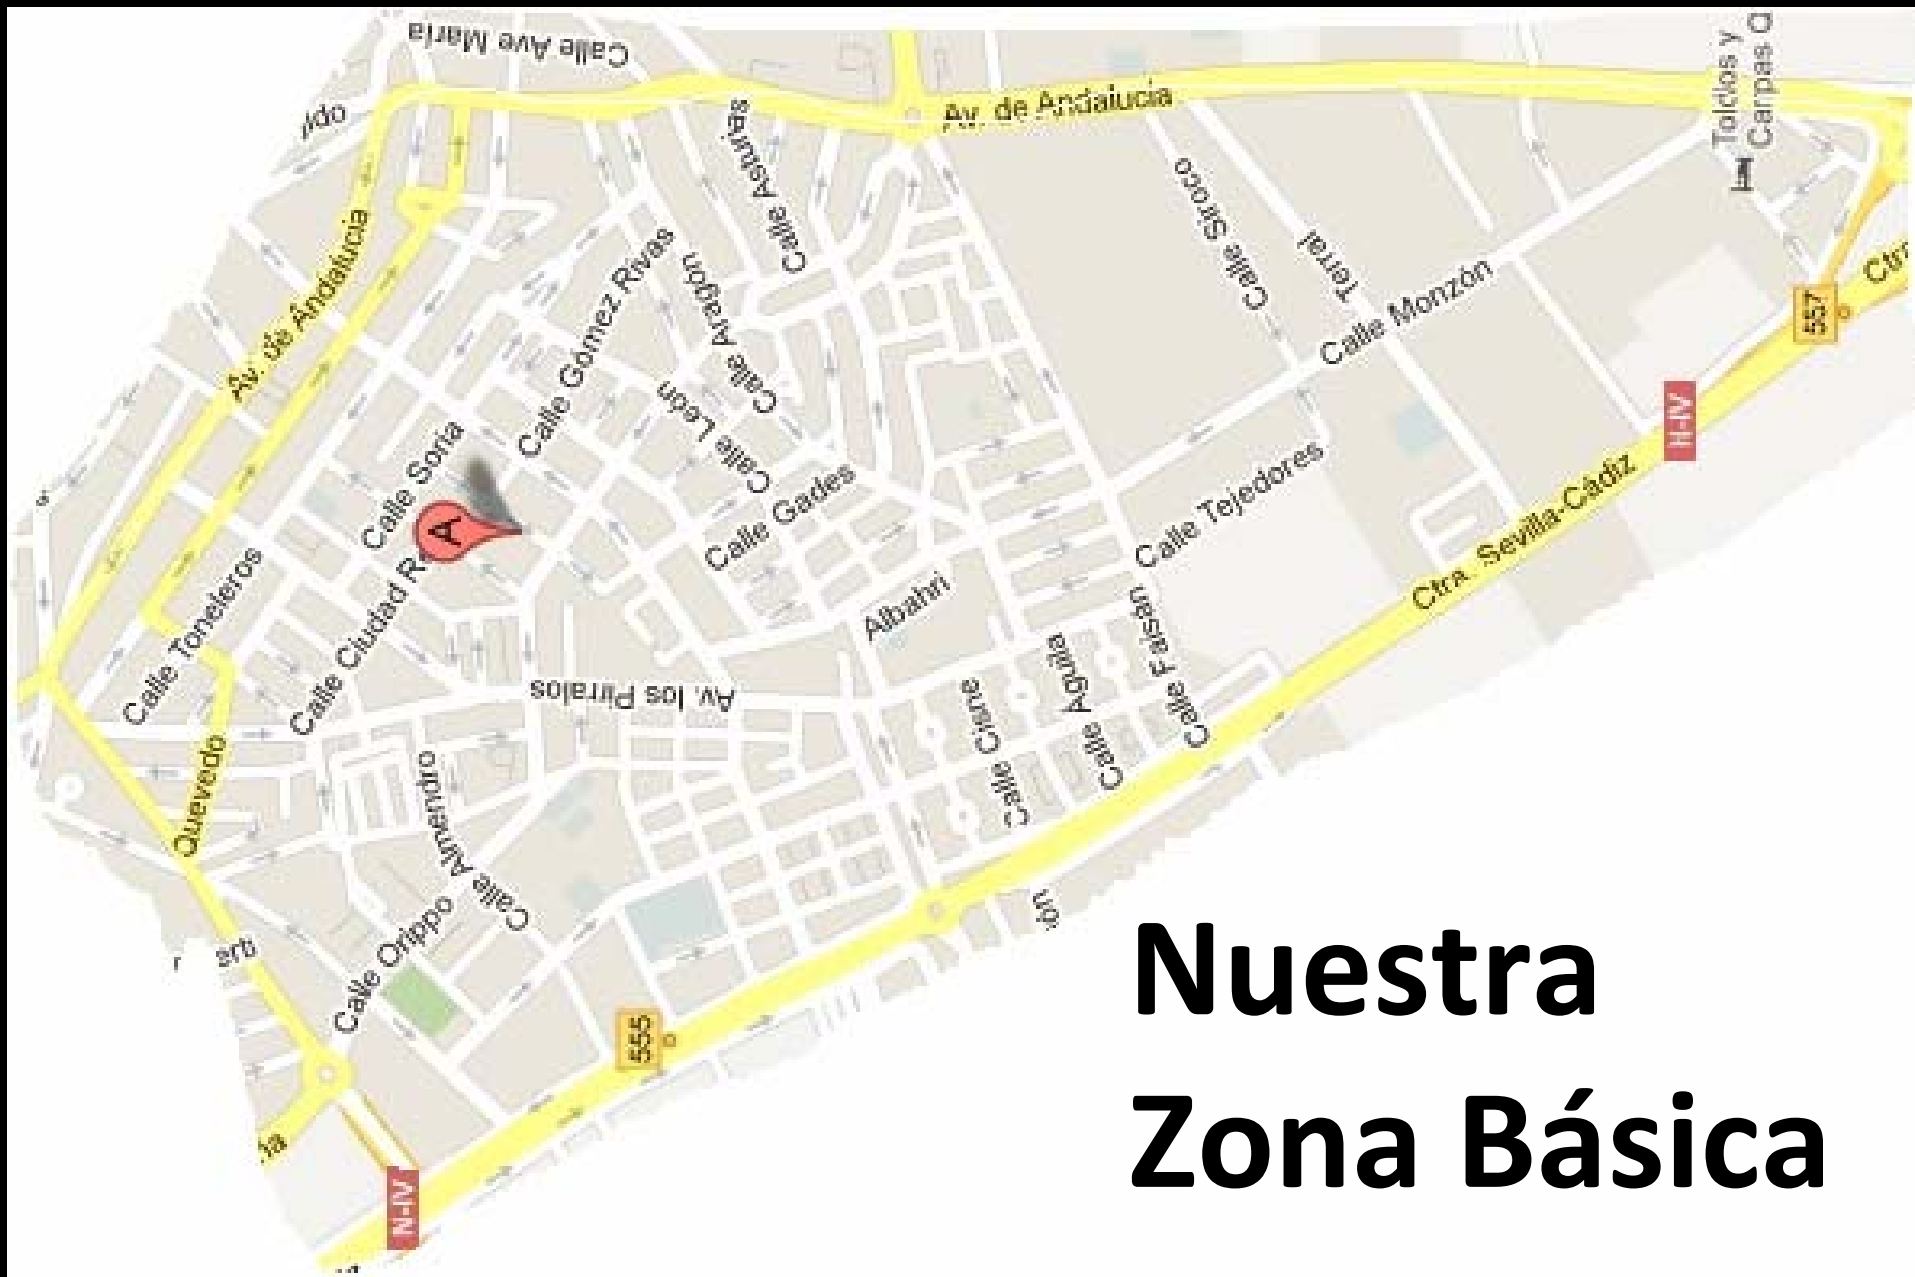 Calle Ave María
Av. de Andalucía
Toldos y
Carpas
Calle Asturias
Calle Siroco
Terral
Calle Monzón
Av. de Andalucía
Calle Gómez Rivas
Calle Aragón
557
N-IV
Calle León
Calle Soria
A
Calle Gades
Calle Tejedores
Ctra. Sevilla-Cádiz
Calle Toneleros
Calle Ciudad
Albahri
Av. los Pirralos
Calle Cisne
Calle Aguila
Calle Faisán
Quevedo
Calle Almendro
Calle Orippo
555
N-IV
Nuestra
Zona Básica